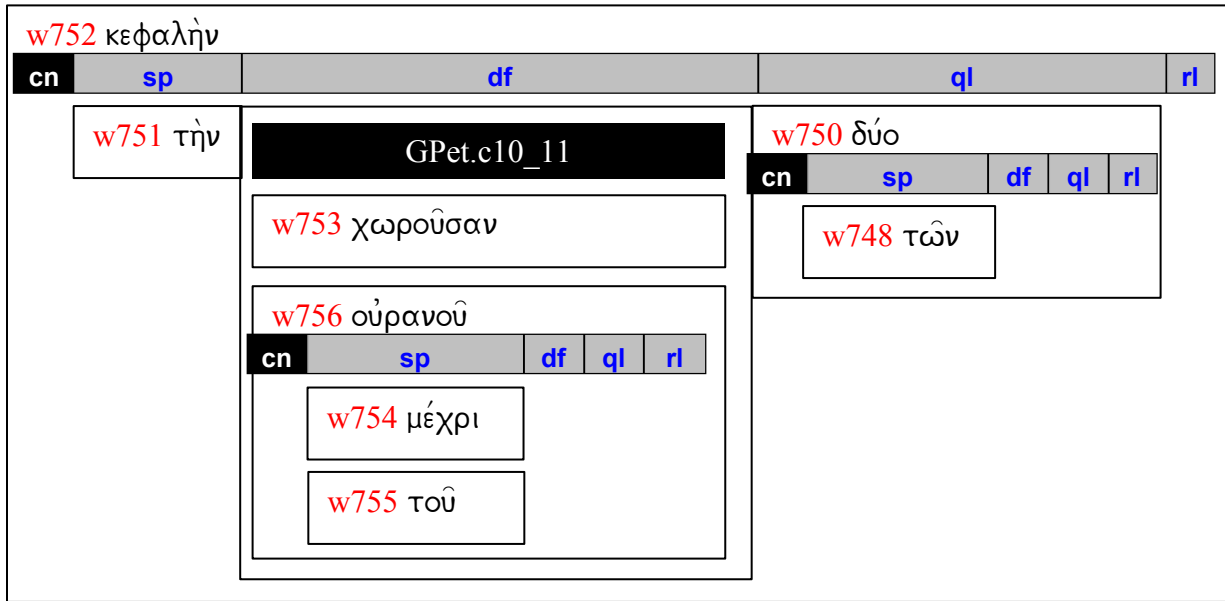 w752 κεφαλὴν
cn sp df ql rl
w751 τὴν
GPet.c10_11
w753 χωροῦσαν
w756 οὐρανοῦ
cn sp df ql rl
w754 μέχρι
w755 τοῦ
w750 δύο
cn sp df ql rl
w748 τῶν